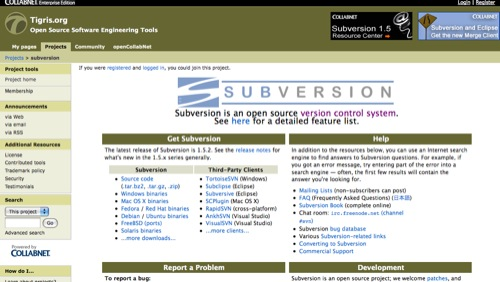 COLLABNET Enterprise Edition
Login | Register
Tigris.org
Open Source Software Engineering Tools
COLLABNET
Subversion 1.5
Resource Center
COLLABNET
Subversion and Eclipse
Get the new Merge Client
My pages Projects Community openCollabNet
Projects > subversion
Project tools
Project home
Membership
Announcements
via Web
via email
via RSS
Additional Resources
License
Contributed tools
Trademark policy
Security
Testimonials
Search
This project
Go
Advanced search
Powered by
COLLABNET
How do I...
If you were registered and logged in, you could join this project.
SUBVERSION
Subversion is an open source version control system.
See here for a detailed feature list.
Get Subversion
The latest release of Subversion is 1.5.2. See the release notes for
what's new in the 1.5.x series generally.
Subversion
Source code
(.tar.bz2, .tar.gz, .zip)
Windows binaries
Mac OS X binaries
Fedora / Red Hat binaries
Debian / Ubuntu binaries
FreeBSD (ports)
Solaris binaries
...more downloads...
Third-Party Clients
TortoiseSVN (Windows)
Subclipse (Eclipse)
Subversive (Eclipse)
SCPlugin (Mac OS X)
RapidSVN (cross-platform)
AnkhSVN (Visual Studio)
VisualSVN (Visual Studio)
...more clients...
Help
In addition to the resources below, you can use an Internet search
engine to find answers to Subversion questions. For example, if
you got an error message, try entering part of the error into a
search engine — often, the first few results will contain the
answer you're looking for.
Mailing Lists (non-subscribers can post)
FAQ (Frequently Asked Questions) (日本語)
Subversion Book (complete online)
Chat room: irc.freenode.net (channel
#svn)
Subversion bug database
Various Subversion-related links
Converting to Subversion
Commercial Support
Report a Problem
To report a bug:
Development
Subversion is an open source project; we welcome patches, and